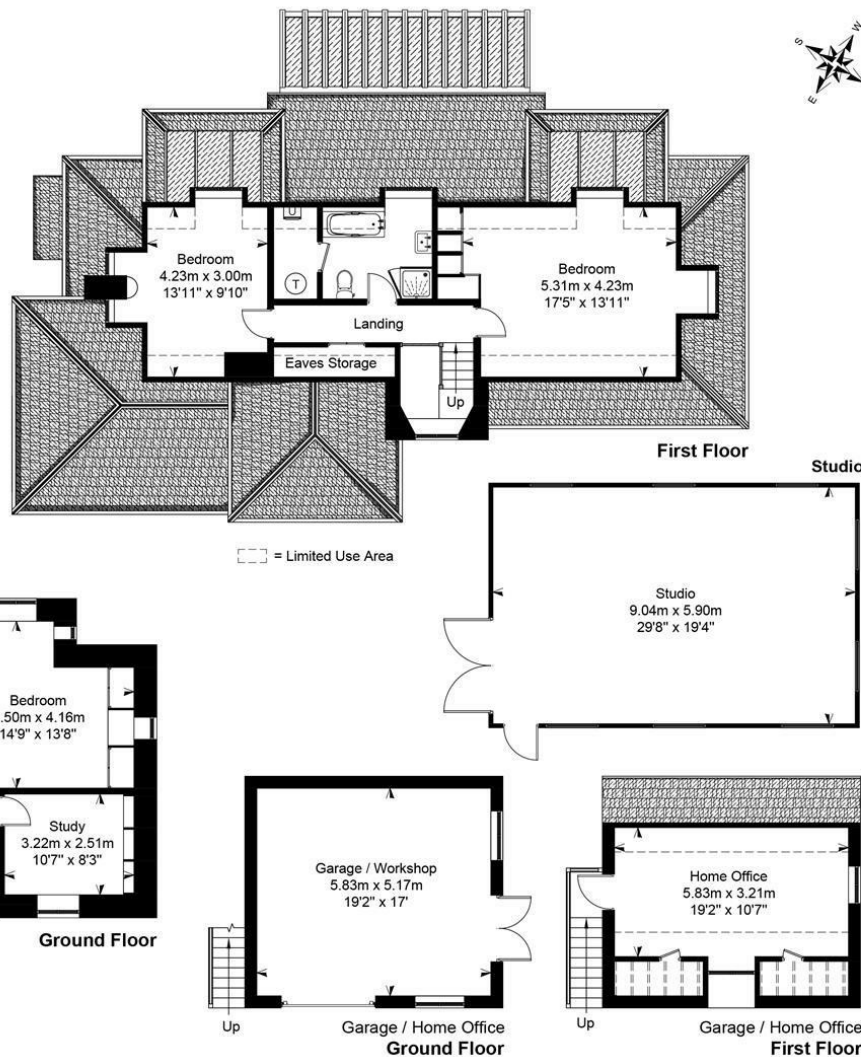 S
W
E
Bedroom
4.23m x 3.00m
13'11" x 9'10"
T
Bedroom
5.31m x 4.23m
17'5" x 13'11"
Landing
Eaves Storage
Up
First Floor
Studio
= Limited Use Area
Studio
9.04m x 5.90m
29'8" x 19'4"
Bedroom
.50m x 4.16m
14'9" x 13'8"
Study
3.22m x 2.51m
10'7" x 8'3"
Ground Floor
Garage / Workshop
5.83m x 5.17m
19'2" x 17'
Up
Garage / Home Office
Ground Floor
Home Office
5.83m x 3.21m
19'2" x 10'7"
Up
Garage / Home Office
First Floor